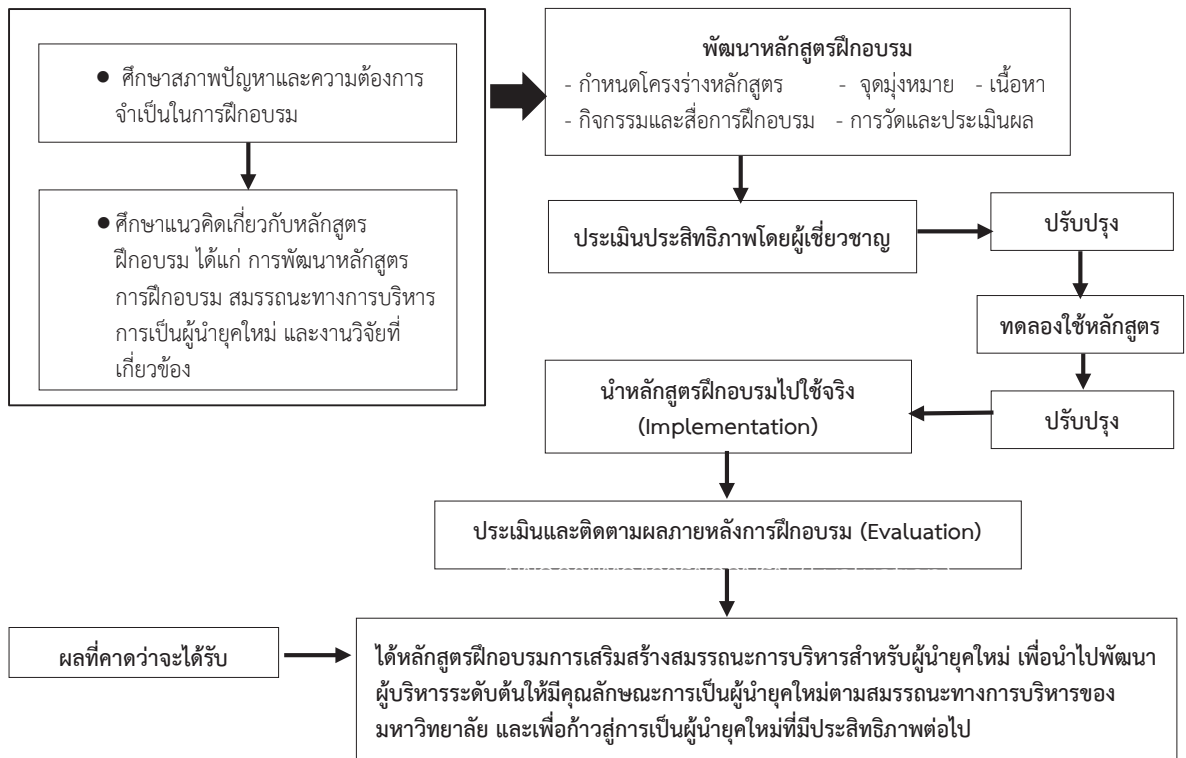 ● ศึกษาสภาพปัญหาและความต้องการ
จำเป็นในการฝึกอบรม
● ศึกษาแนวคิดเกี่ยวกับหลักสูตร
ฝึกอบรม ได้แก่ การพัฒนาหลักสูตร
การฝึกอบรม สมรรถนะทางการบริหาร
การเป็นผู้นำยุคใหม่ และงานวิจัยที่
เกี่ยวข้อง
พัฒนาหลักสูตรฝึกอบรม
- กำหนดโครงร่างหลักสูตร - จุดมุ่งหมาย - เนื้อหา
- กิจกรรมและสื่อการฝึกอบรม - การวัดและประเมินผล
ประเมินประสิทธิภาพโดยผู้เชี่ยวชาญ
ปรับปรุง
ทดลองใช้หลักสูตร
ปรับปรุง
นำหลักสูตรฝึกอบรมไปใช้จริง
(Implementation)
ประเมินและติดตามผลภายหลังการฝึกอบรม (Evaluation)
ผลที่คาดว่าจะได้รับ
ได้หลักสูตรฝึกอบรมการเสริมสร้างสมรรถนะการบริหารสำหรับผู้นำยุคใหม่ เพื่อนำไปพัฒนา
ผู้บริหารระดับต้นให้มีคุณลักษณะการเป็นผู้นำยุคใหม่ตามสมรรถนะทางการบริหารของ
มหาวิทยาลัย และเพื่อก้าวสู่การเป็นผู้นำยุคใหม่ที่มีประสิทธิภาพต่อไป